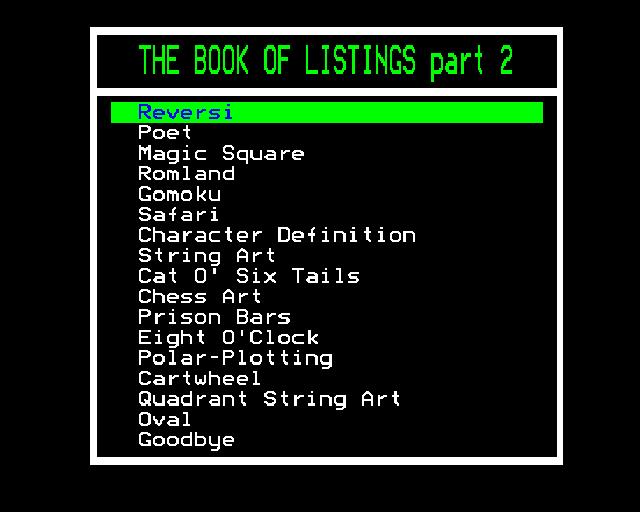 THE BOOK OF LISTINGS part 2
Reversi
Poet
Magic Square
Romland
Gomoku
Safari
Character Definition
String Art
Cat O' Six Tails
Chess Art
Prison Bars
Eight O'Clock
Polar-Plotting
Cartwheel
Quadrant String Art
Oval
Goodbye